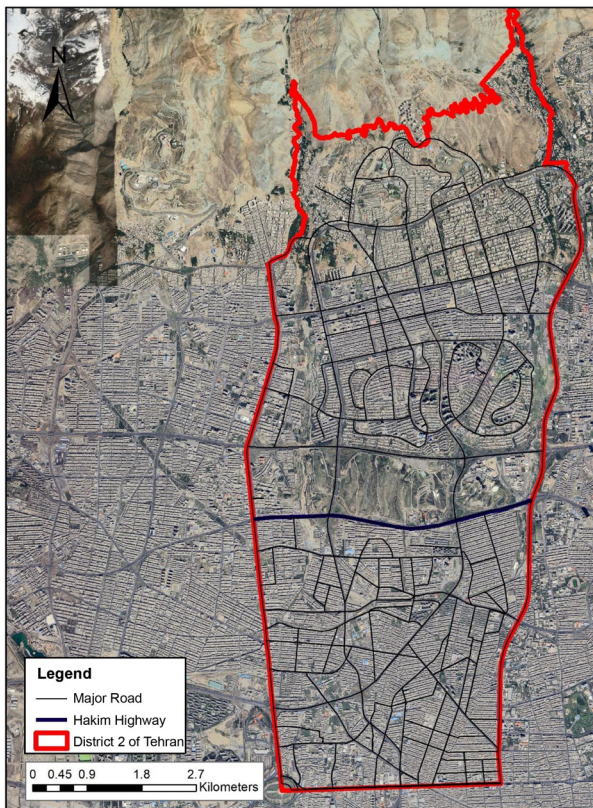 N
Legend
Major Road
Hakim Highway
District 2 of Tehran
0 0.45 0.9 1.8 2.7
Kilometers